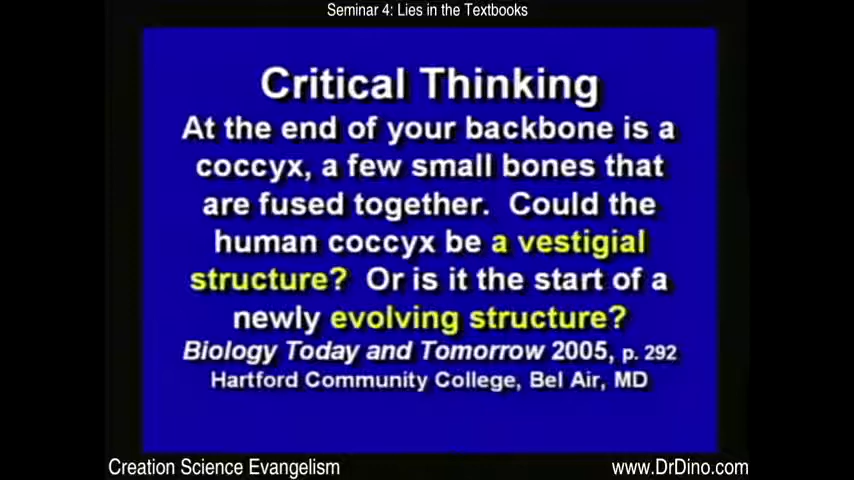 Seminar 4: Lies in the Textbooks
Critical Thinking
At the end of your backbone is a
coccyx, a few small bones that
are fused together. Could the
human coccyx be a vestigial
structure? Or is it the start of a
newly evolving structure?
Biology Today and Tomorrow 2005, p. 292
Hartford Community College, Bel Air, MD
Creation Science Evangelism
www.DrDino.com